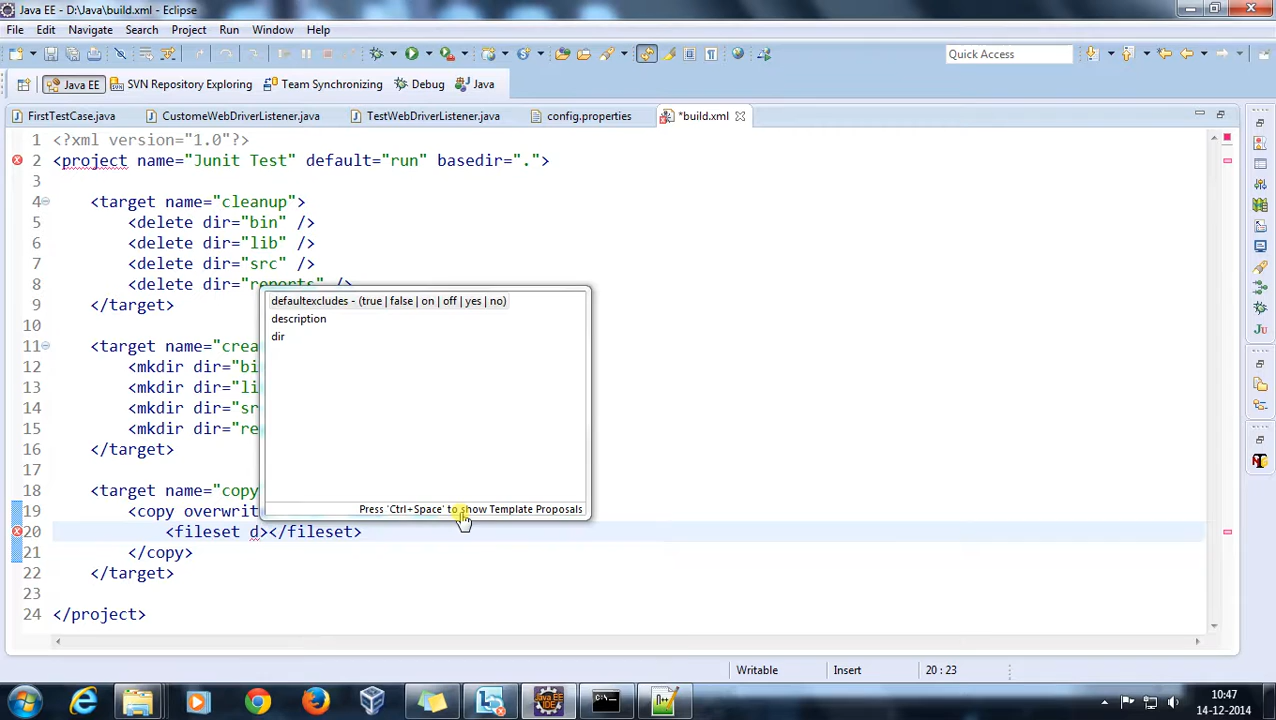 Java EE - D:\Java\build.xml - Eclipse
File Edit Navigate Search Project Run Window Help
Quick Access
Java EE SVN Repository Exploring Team Synchronizing Debug Java
FirstTestCase.java CustomeWebDriverListener.java TestWebDriverListener.java config.properties *build.xml
1 <?xml version="1.0"?>
2 <project name="Junit Test" default="run" basedir=".">
3
4 <target name="cleanup">
5 <delete dir="bin" />
6 <delete dir="lib" />
7 <delete dir="src" />
8 <delete dir="reports" />
9 </target>
defaultexcludes - (true | false | on | off | yes | no)
description
dir
Press 'Ctrl+Space' to show Template Proposals
10
11 <target name="crea
12 <mkdir dir="bi
13 <mkdir dir="li
14 <mkdir dir="sr
15 <mkdir dir="re
16 </target>
17
18 <target name="copy
19 <copy overwrit
20 <fileset d></fileset>
21 </copy>
22 </target>
23
24 </project>
Writable Insert 20 : 23
Java EE IDE
10:47
14-12-2014